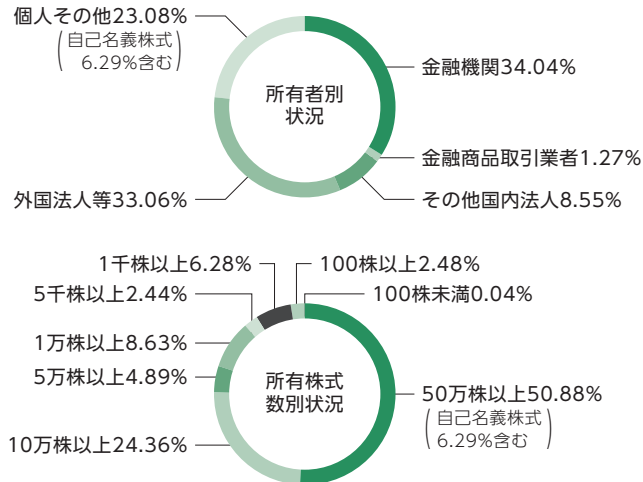 個人その他23.08%
(自己名義株式
6.29%含む)
金融機関34.04%
所有者別
状況
金融商品取引業者1.27%
外国法人等33.06%
その他国内法人8.55%
1千株以上6.28%
100株以上2.48%
5千株以上2.44%
100株未満0.04%
1万株以上8.63%
5万株以上4.89%
所有株式
数別状況
50万株以上50.88%
(自己名義株式
6.29%含む)
10万株以上24.36%